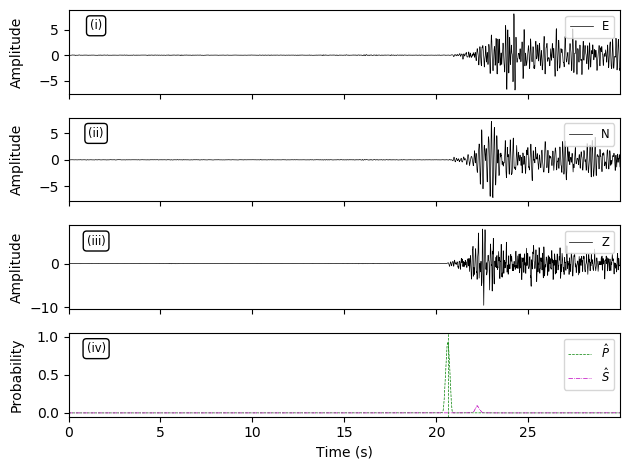 (i)
E
Amplitude
5
0
−5
(ii)
N
Amplitude
5
0
−5
(iii)
Z
Amplitude
0
−10
(iv)
P̂
Ŝ
Probability
1.0
0.5
0.0
0 5 10 15 20 25
Time (s)